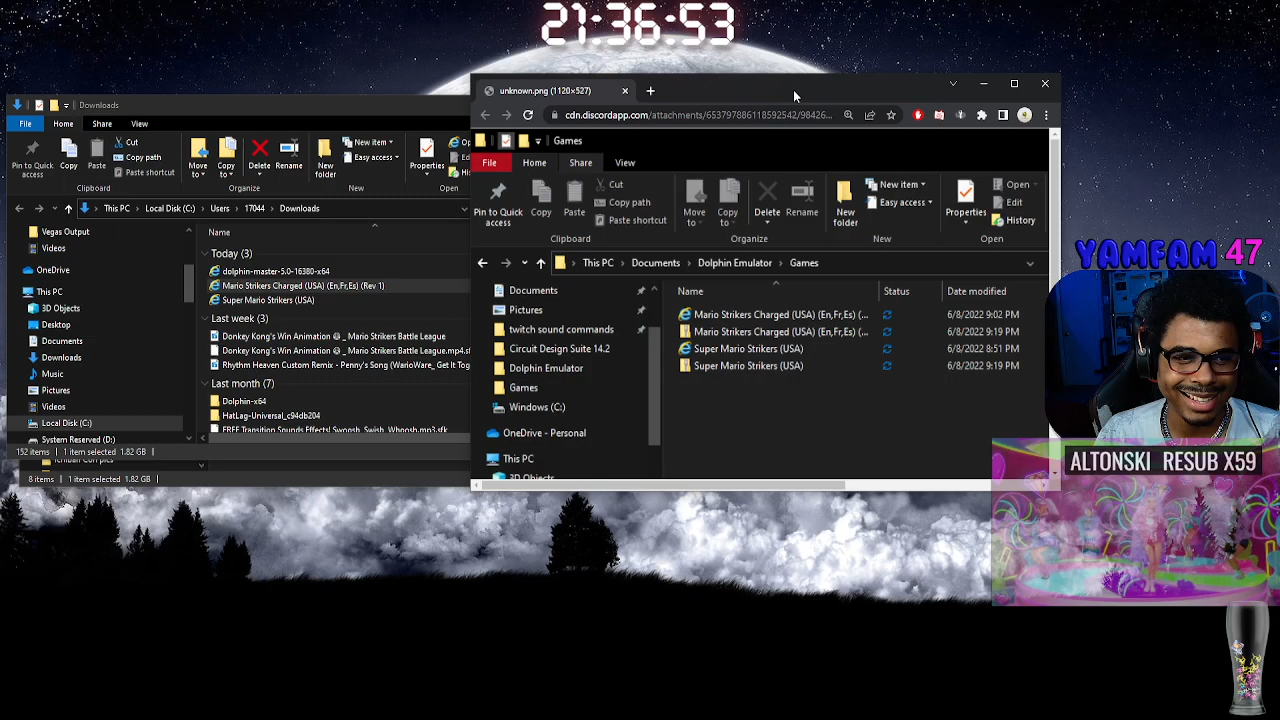 21:36:53
Downloads
File Home Share View
Pin to Quick access
Copy
Paste
Cut
Copy path
Paste shortcut
Clipboard
Move to
Copy to
Delete
Rename
Organize
New folder
New item
Easy access
New
Properties
Op
Edit
History
Open
This PC Local Disk (C:) Users 17044 Downloads
Vegas Output
Videos
OneDrive
This PC
3D Objects
Desktop
Documents
Downloads
Music
Pictures
Videos
Local Disk (C:)
System Reserved (D:)
Name
Today (3)
dolphin-master-5.0-16380-x64
Mario Strikers Charged (USA) (En,Fr,Es) (Rev 1)
Super Mario Strikers (USA)
Last week (3)
Donkey Kong's Win Animation @ _ Mario Strikers Battle League
Donkey Kong's Win Animation @ _ Mario Strikers Battle League.mp4.sf
Rhythm Heaven Custom Remix - Penny's Song (WarioWare_ Get It Tog
Last month (7)
Dolphin-x64
HatLag-Universal_c94db204
FREE Transition Sounds Effects! Swoosh, Swish, Whoosh.mp3.sfk
152 items 1 item selected 1.82 GB
8 items 1 item selected 1.82 GB
unknown.png (1120×527)
cdn.discordapp.com/attachments/653797886118592542/98426...
Games
File Home Share View
Pin to Quick access
Copy
Paste
Cut
Copy path
Paste shortcut
Clipboard
Move to
Copy to
Delete
Rename
Organize
New folder
New item
Easy access
New
Properties
Open
Edit
History
Open
This PC Documents Dolphin Emulator Games
Documents
Pictures
twitch sound commands
Circuit Design Suite 14.2
Dolphin Emulator
Games
Windows (C:)
OneDrive - Personal
This PC
3D Objects
Name Status Date modified
Mario Strikers Charged (USA) (En,Fr,Es) (... 6/8/2022 9:02 PM
Mario Strikers Charged (USA) (En,Fr,Es) (... 6/8/2022 9:19 PM
Super Mario Strikers (USA) 6/8/2022 8:51 PM
Super Mario Strikers (USA) 6/8/2022 9:19 PM
YAMFAM 47
ALTONSKI RESUB X59